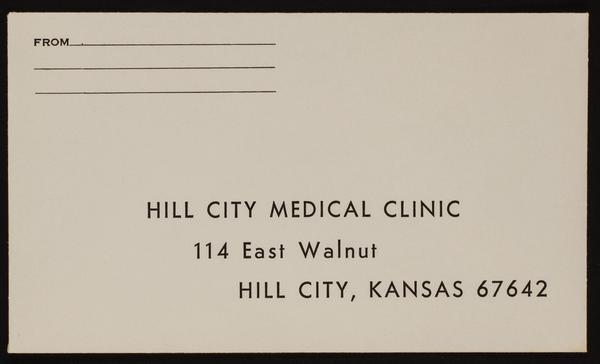 FROM
HILL CITY MEDICAL CLINIC
114 East Walnut
HILL CITY, KANSAS 67642